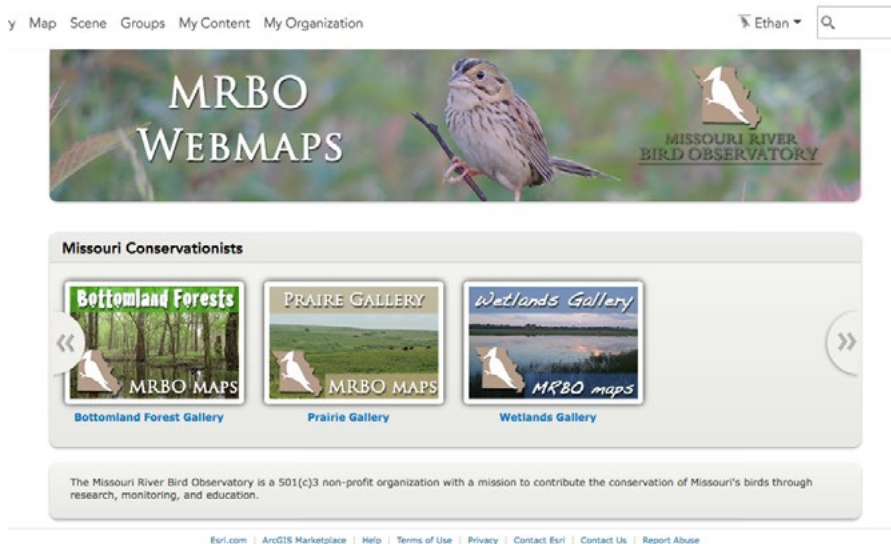 y Map Scene Groups My Content My Organization Ethan
MRBO
WEBMAPS
MISSOURI RIVER
BIRD OBSERVATORY
Missouri Conservationists
Bottomland Forests
MRBO MAPS
PRAIRE GALLERY
MRBO MAPS
Wetlands Gallery
MRBO maps
Bottomland Forest Gallery
Prairie Gallery
Wetlands Gallery
The Missouri River Bird Observatory is a 501(c)3 non-profit organization with a mission to contribute the conservation of Missouri's birds through
research, monitoring, and education.
Esri.com | ArcGIS Marketplace | Help | Terms of Use | Privacy | Contact Esri | Contact Us | Report Abuse